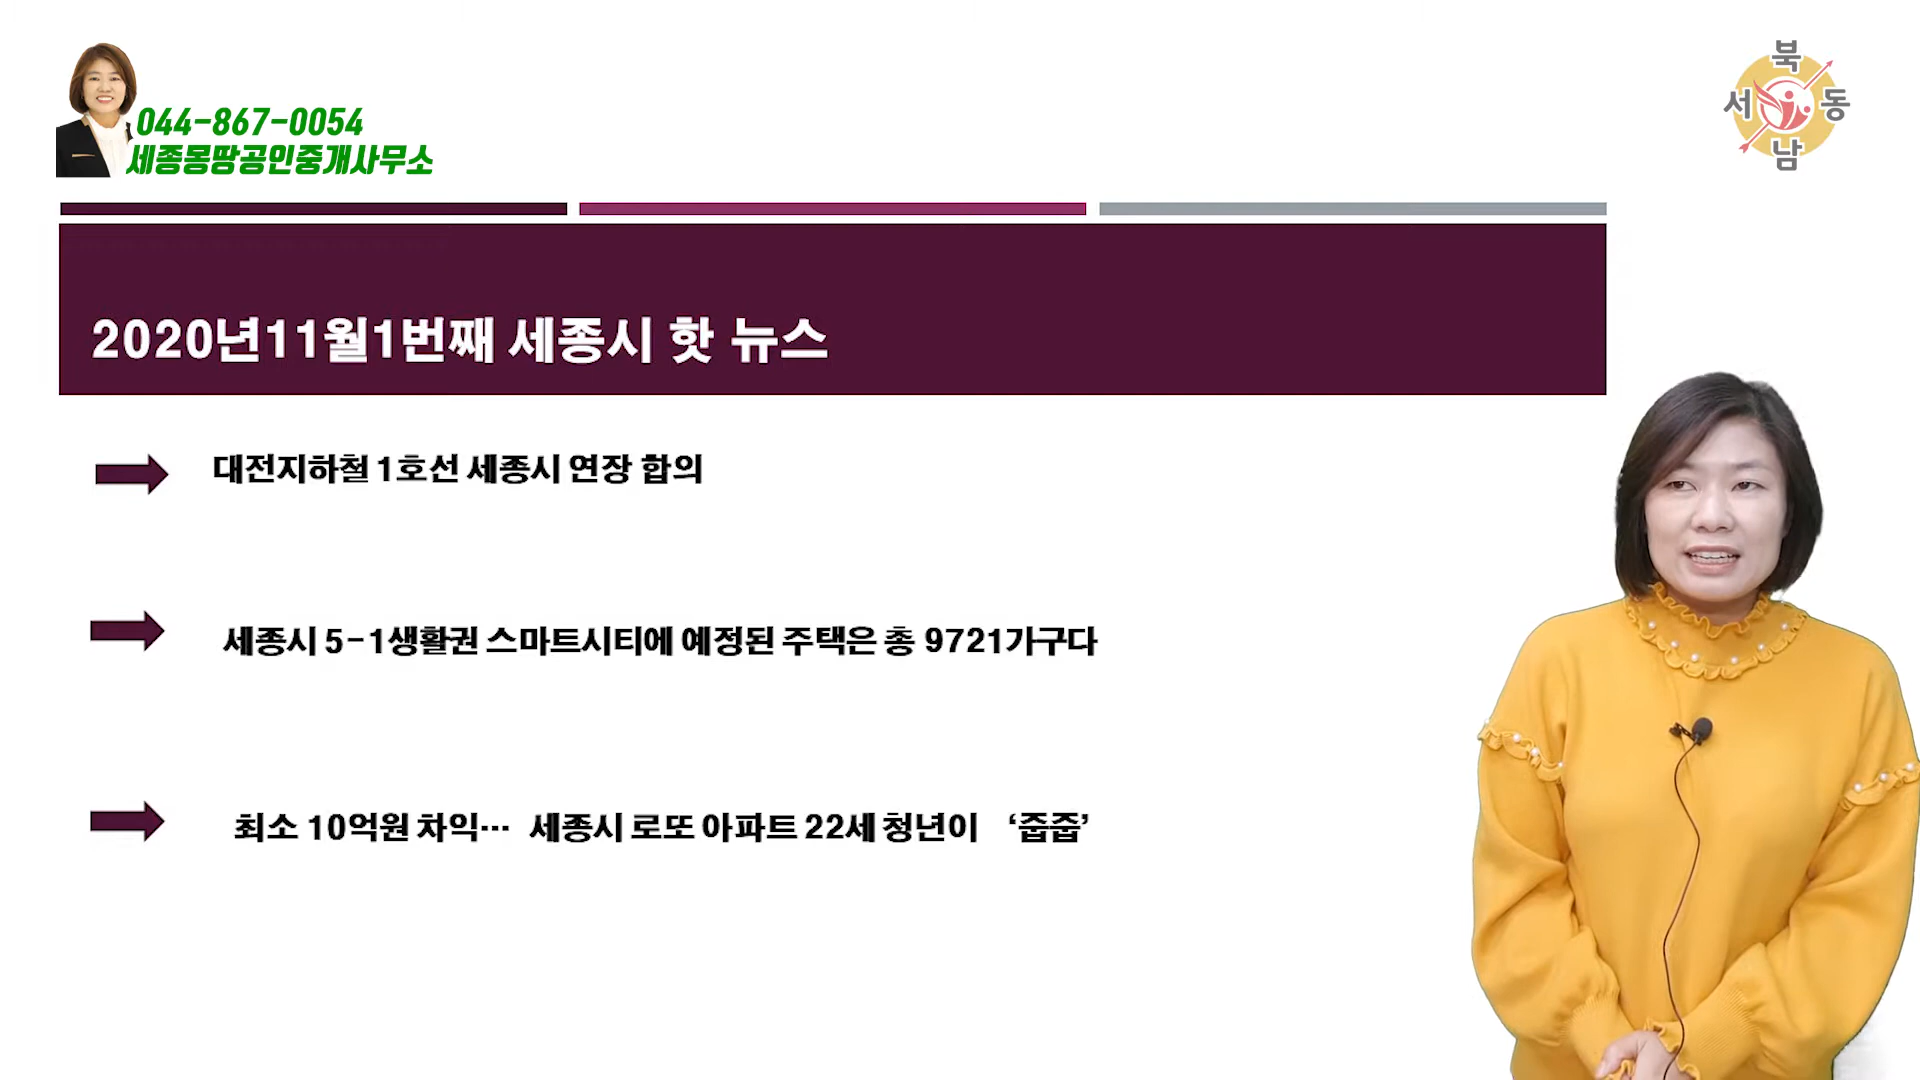 044-867-0054
세종몽땅공인중개사무소
북
서 동
남
2020년11월1번째 세종시 핫 뉴스
대전지하철 1호선 세종시 연장 합의
세종시 5-1생활권 스마트시티에 예정된 주택은 총 9721가구다
최소 10억원 차익… 세종시 로또 아파트 22세 청년이 ‘줍줍’